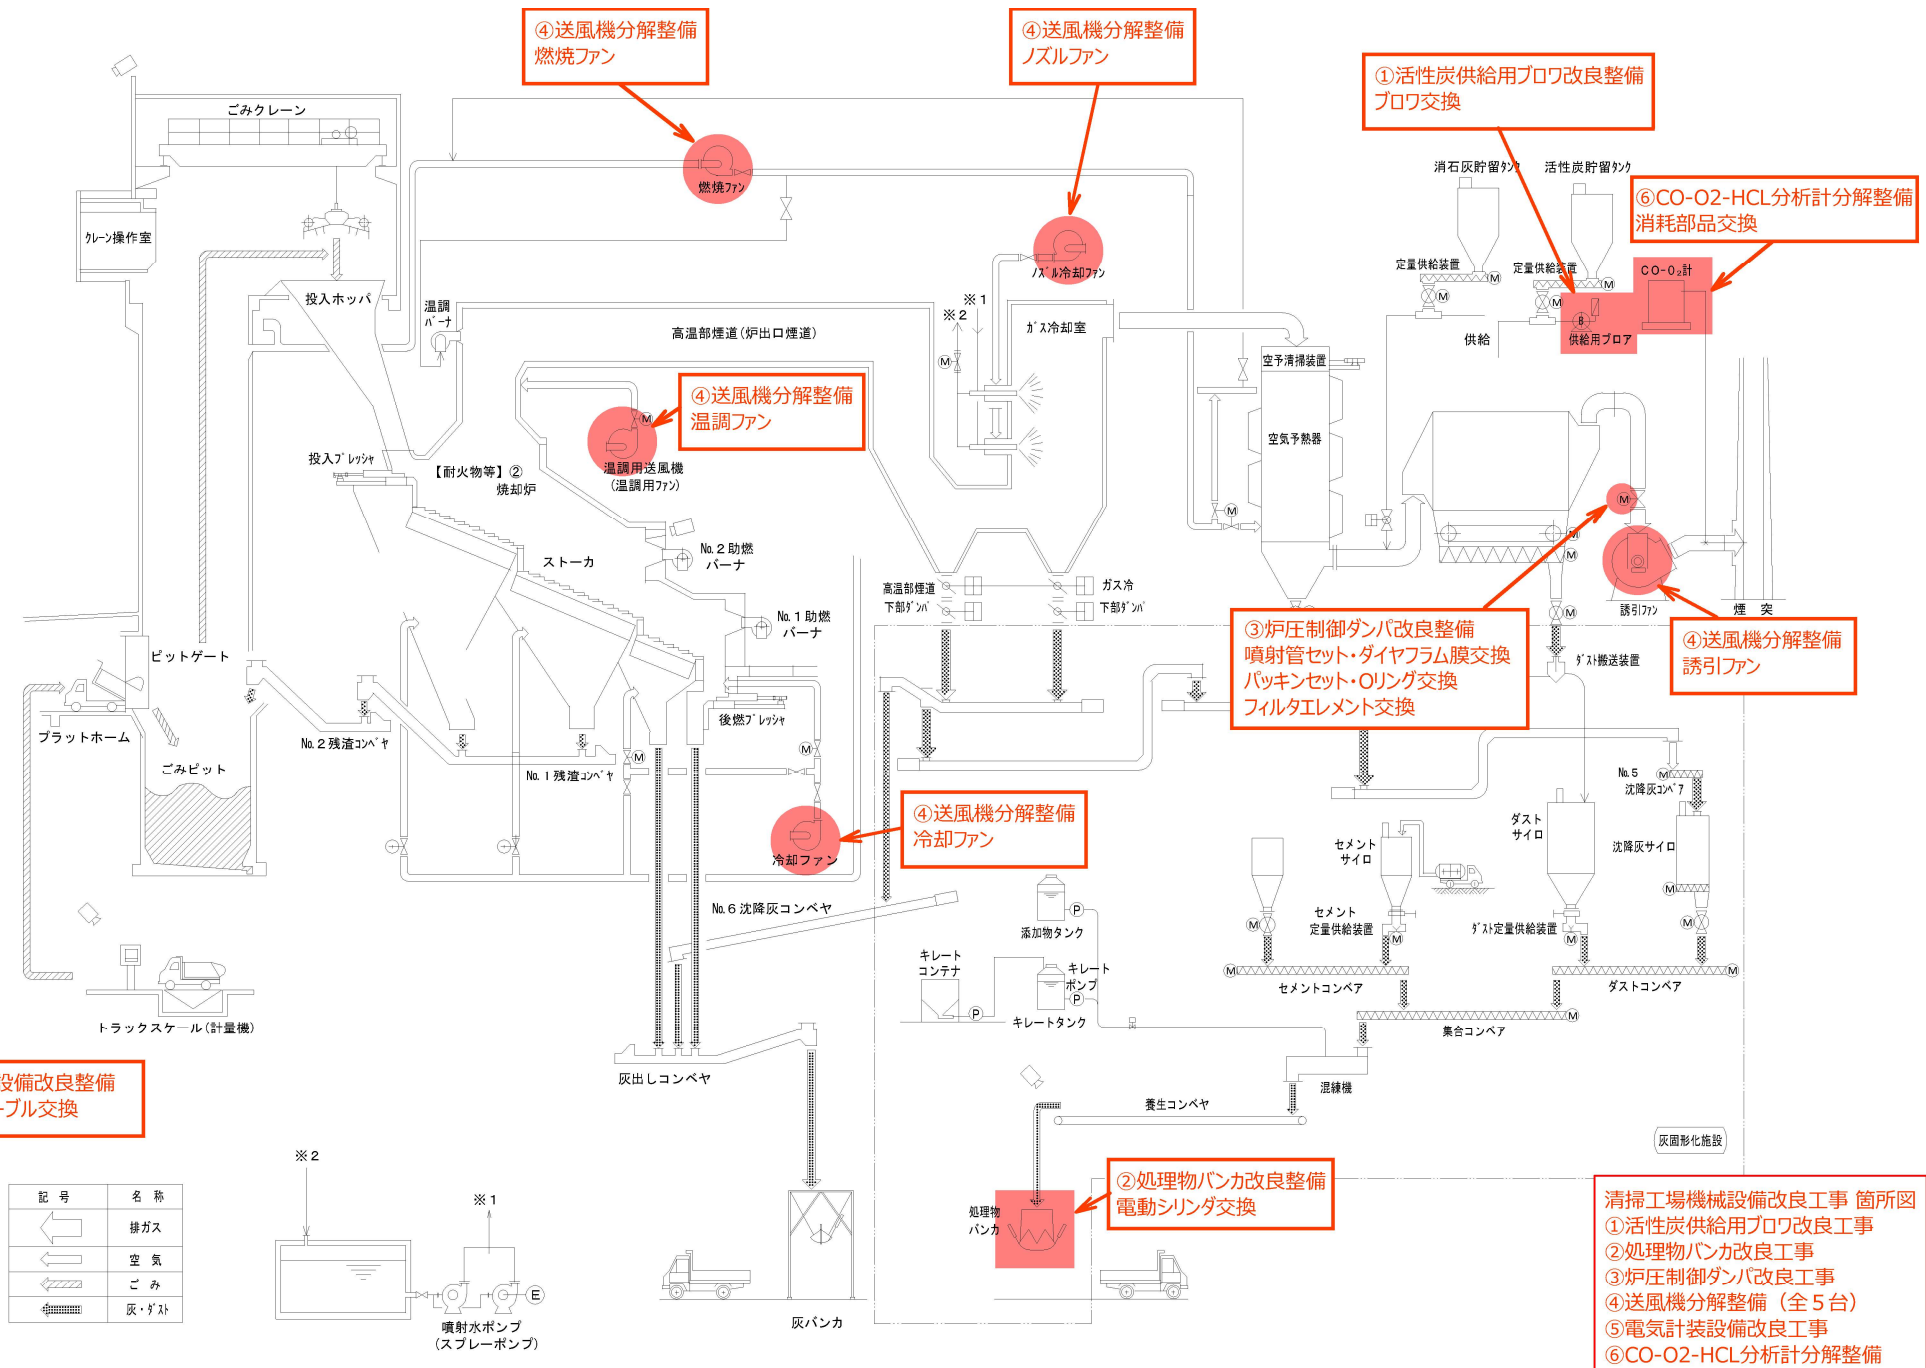 ④送風機分解整備
燃焼ファン
④送風機分解整備
ノズルファン
①活性炭供給用ブロワ改良整備
ブロワ交換
⑥CO-O2-HCL分析計分解整備
消耗部品交換
ごみクレーン
クレーン操作室
燃焼ファン
ノズル冷却ファン
消石灰貯留タンク
活性炭貯留タンク
定量供給装置
M
M
定量供給装置
M
M
CO-O₂計
B
供給
供給用ブロア
投入ホッパ
温調
バーナ
高温部煙道(炉出口煙道)
※1
※2
M
ガス冷却室
空予清掃装置
空気予熱器
④送風機分解整備
温調ファン
M
温調用送風機
(温調用ファン)
投入プレッシャ
【耐火物等】②
焼却炉
ストーカ
No.2助燃
バーナ
No.1助燃
バーナ
高温部煙道
下部ダンパ
ガス冷
下部ダンパ
M
M
M
M
M
誘引ファン
煙突
③炉圧制御ダンパ改良整備
噴射管セット・ダイヤフラム膜交換
パッキンセット・Oリング交換
フィルタエレメント交換
④送風機分解整備
誘引ファン
ダスト搬送装置
ピットゲート
プラットホーム
ごみピット
No.2残渣コンベヤ
No.1残渣コンベヤ
M
後燃プレッシャ
M
④送風機分解整備
冷却ファン
冷却ファン
No.5
沈降灰コンベア
M
ダスト
サイロ
沈降灰サイロ
M
M
セメント
サイロ
セメント
定量供給装置
M
M
ダスト定量供給装置
M
No.6沈降灰コンベヤ
添加物タンク
P
キレート
コンテナ
P
キレート
ポンプ
P
キレートタンク
M
セメントコンベア
M
ダストコンベア
M
集合コンベア
混練機
養生コンベヤ
トラックスケール(計量機)
灰出しコンベヤ
設備改良整備
ーブル交換
灰固形化施設
記号
名称
排ガス
空気
ごみ
灰・ダスト
※2
※1
E
噴射水ポンプ
(スプレーポンプ)
灰バンカ
処理物
バンカ
②処理物バンカ改良整備
電動シリンダ交換
清掃工場機械設備改良工事 箇所図
①活性炭供給用ブロワ改良工事
②処理物バンカ改良工事
③炉圧制御ダンパ改良工事
④送風機分解整備（全５台）
⑤電気計装設備改良工事
⑥CO-O2-HCL分析計分解整備